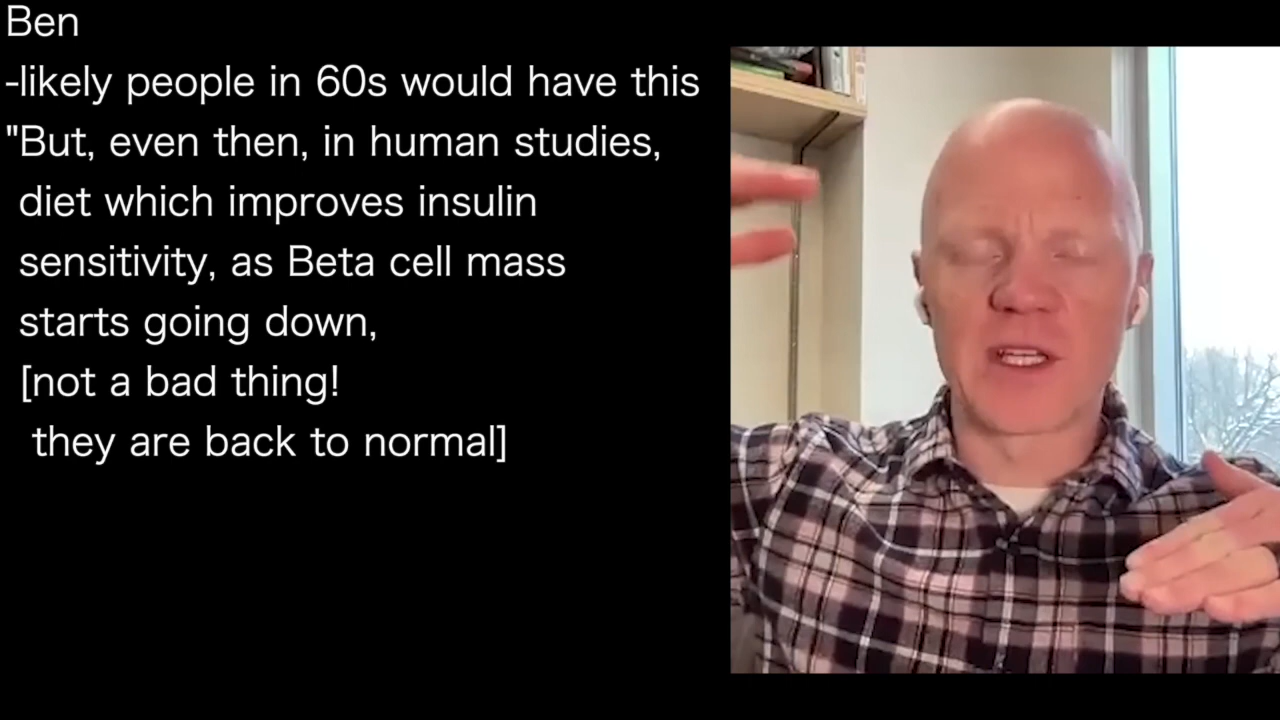 Ben
-likely people in 60s would have this
"But, even then, in human studies,
diet which improves insulin
sensitivity, as Beta cell mass
starts going down,
[not a bad thing!
they are back to normal]